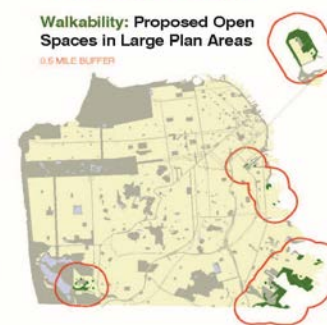 Walkability: Proposed Open
Spaces in Large Plan Areas
0.5 MILE BUFFER